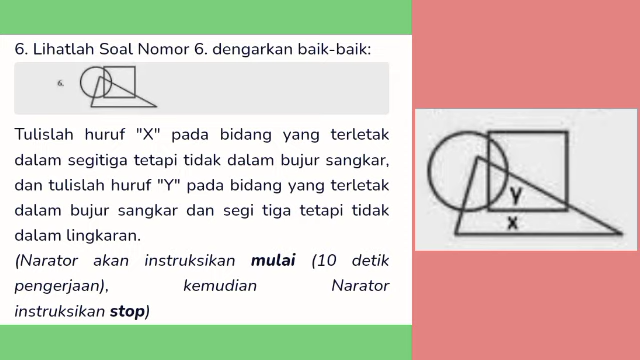 6. Lihatlah Soal Nomor 6. dengarkan baik-baik:
6.
Tulislah huruf "X" pada bidang yang terletak
dalam segitiga tetapi tidak dalam bujur sangkar,
dan tulislah huruf "Y" pada bidang yang terletak
dalam bujur sangkar dan segi tiga tetapi tidak
dalam lingkaran.
(Narator akan instruksikan mulai (10 detik
pengerjaan), kemudian Narator
instruksikan stop)
Y
X